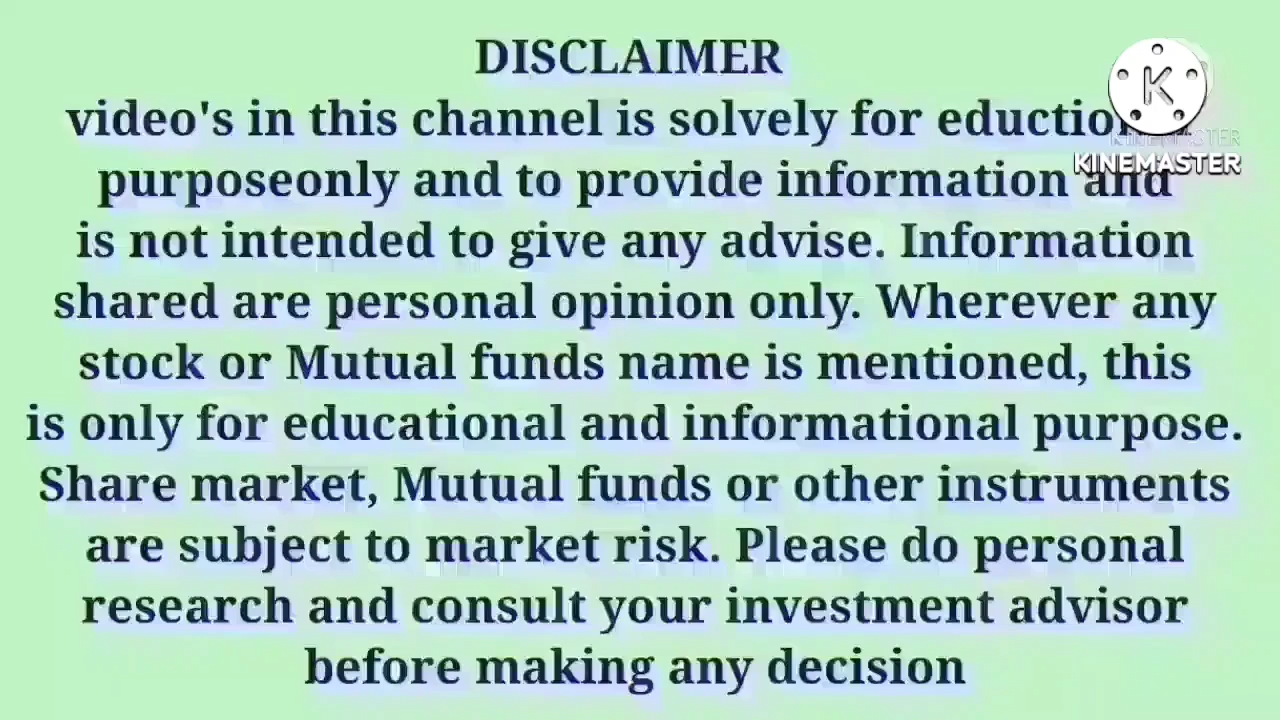 DISCLAIMER
video's in this channel is solvely for
purposeonly and to provide information and
is not intended to give any advise. Information
shared are personal opinion only. Wherever any
stock or Mutual funds name is mentioned, this
is only for educational and informational purpose.
Share market, Mutual funds or other instruments
are subject to market risk. Please do personal
research and consult your investment advisor
before making any decision
K
KINEMASTER